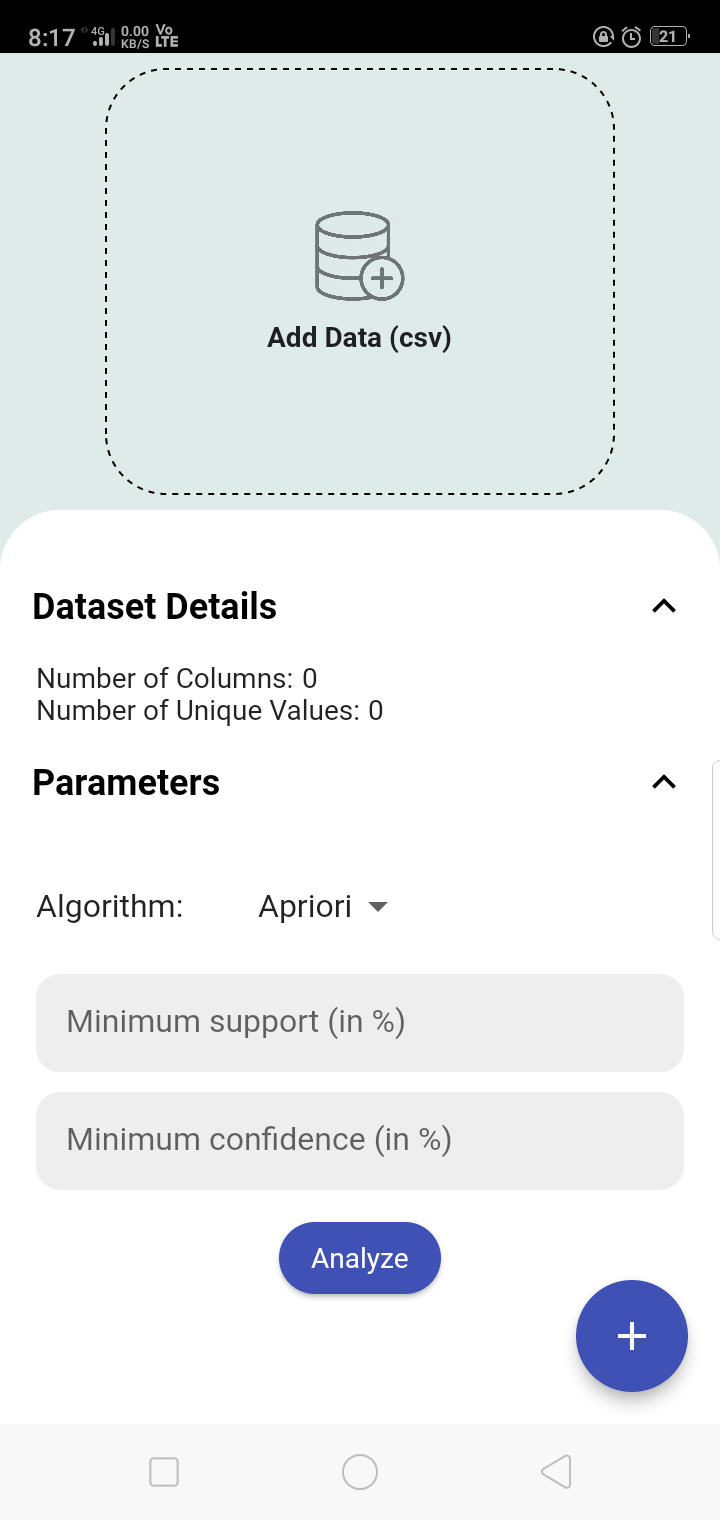 8:17 4G 0.00 KB/S Vo LTE 21
Add Data (csv)
Dataset Details
Number of Columns: 0
Number of Unique Values: 0
Parameters
Algorithm: Apriori
Minimum support (in %)
Minimum confidence (in %)
Analyze
+